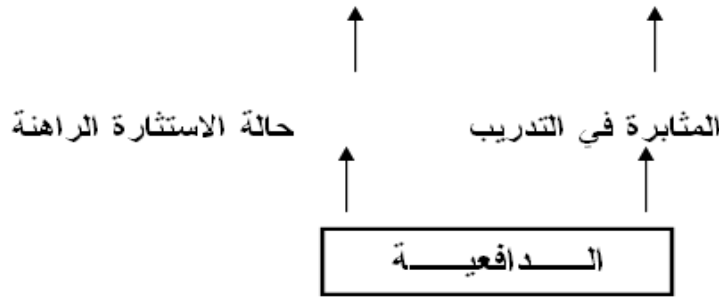 المثابرة في التدريب
حالة الاستثارة الراهنة
الـــــدافعيـــــة